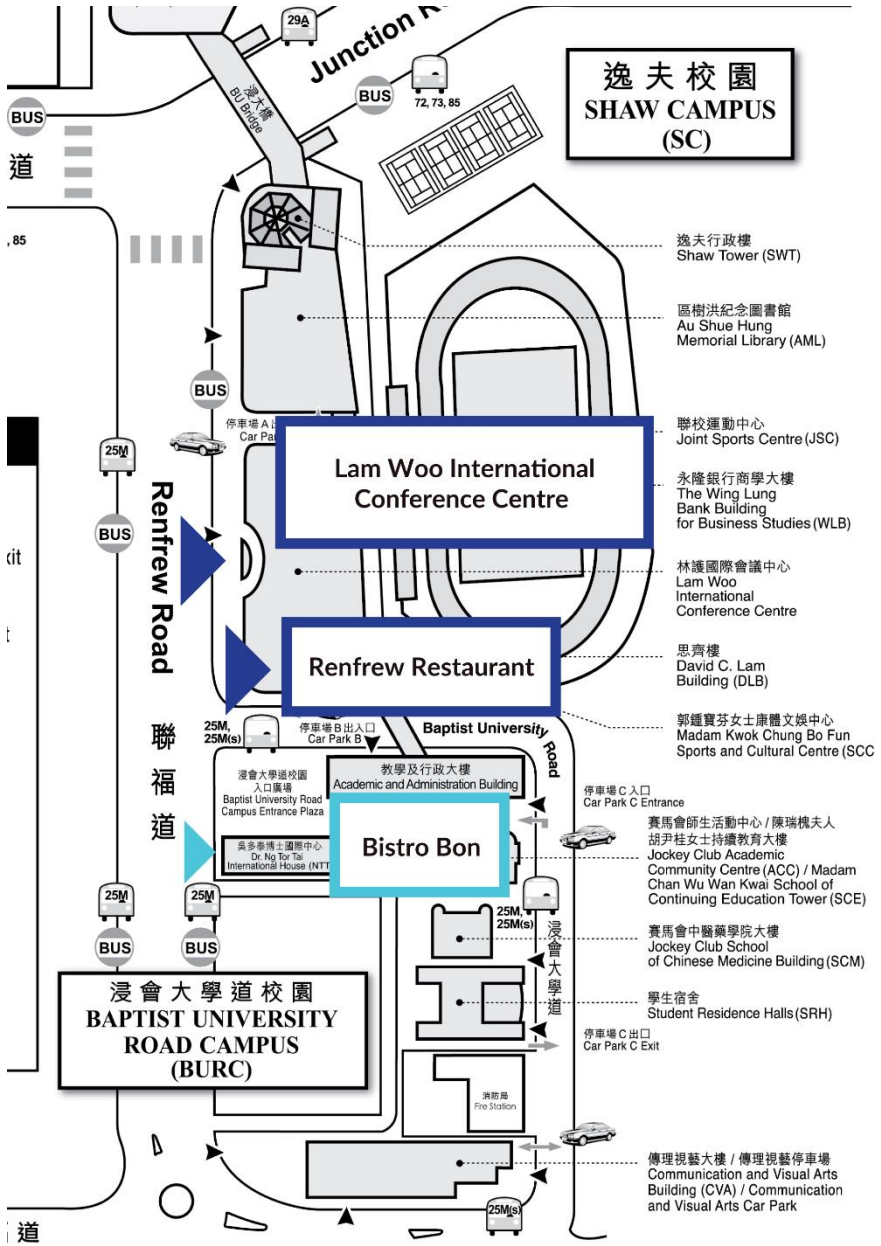 29A
Junction R
浸大橋
BU Bridge
BUS
BUS
72, 73, 85
逸夫校園
SHAW CAMPUS
(SC)
道
, 85
逸夫行政樓
Shaw Tower (SWT)
區樹洪紀念圖書館
Au Shue Hung
Memorial Library (AML)
BUS
停車場A出
Car Par
聯校運動中心
Joint Sports Centre (JSC)
25M
BUS
Lam Woo International
Conference Centre
永隆銀行商學大樓
The Wing Lung
Bank Building
for Business Studies (WLB)
Renfrew Road
聯福道
xit
t
林護國際會議中心
Lam Woo
International
Conference Centre
Renfrew Restaurant
思齊樓
David C. Lam
Building (DLB)
郭鍾寶芬女士康體文娛中心
Madam Kwok Chung Bo Fun
Sports and Cultural Centre (SCC
25M,
25M(s)
停車場B出入口
Car Park B
Baptist University Road
浸會大學道校園
入口廣場
Baptist University Road
Campus Entrance Plaza
教學及行政大樓
Academic and Administration Building
停車場C入口
Car Park C Entrance
吳多泰博士國際中心
Dr. Ng Tor Tai
International House (NTT
Bistro Bon
賽馬會師生活動中心 / 陳瑞槐夫人
胡尹桂女士持續教育大樓
Jockey Club Academic
Community Centre (ACC) / Madam
Chan Wu Wan Kwai School of
Continuing Education Tower (SCE)
25M
25M
BUS
BUS
25M,
25M(s)
浸會大學道
賽馬會中醫藥學院大樓
Jockey Club School
of Chinese Medicine Building (SCM)
浸會大學道校園
BAPTIST UNIVERSITY
ROAD CAMPUS
(BURC)
學生宿舍
Student Residence Halls (SRH)
停車場C出口
Car Park C Exit
消防局
Fire Station
傳理視藝大樓 / 傳理視藝停車場
Communication and Visual Arts
Building (CVA) / Communication
and Visual Arts Car Park
25M(s)
道